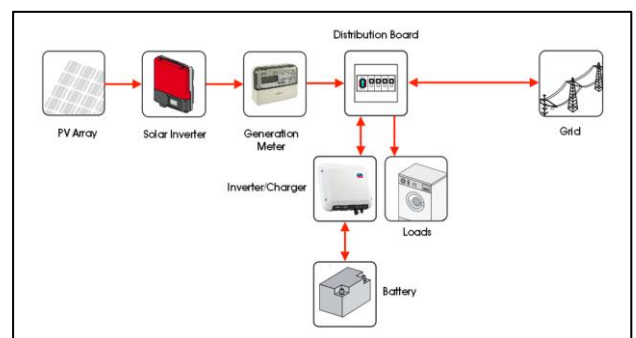 Distribution Board
PV Array
Solar Inverter
Generation
Meter
Grid
Inverter/Charger
Loads
Battery